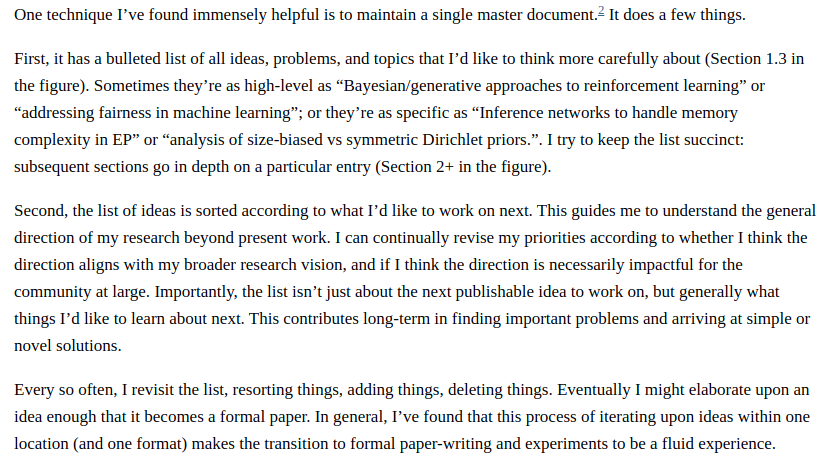 One technique I’ve found immensely helpful is to maintain a single master document.2 It does a few things.
First, it has a bulleted list of all ideas, problems, and topics that I’d like to think more carefully about (Section 1.3 in
the figure). Sometimes they’re as high-level as “Bayesian/generative approaches to reinforcement learning” or
“addressing fairness in machine learning”; or they’re as specific as “Inference networks to handle memory
complexity in EP” or “analysis of size-biased vs symmetric Dirichlet priors.”. I try to keep the list succinct:
subsequent sections go in depth on a particular entry (Section 2+ in the figure).
Second, the list of ideas is sorted according to what I’d like to work on next. This guides me to understand the general
direction of my research beyond present work. I can continually revise my priorities according to whether I think the
direction aligns with my broader research vision, and if I think the direction is necessarily impactful for the
community at large. Importantly, the list isn’t just about the next publishable idea to work on, but generally what
things I’d like to learn about next. This contributes long-term in finding important problems and arriving at simple or
novel solutions.
Every so often, I revisit the list, resorting things, adding things, deleting things. Eventually I might elaborate upon an
idea enough that it becomes a formal paper. In general, I’ve found that this process of iterating upon ideas within one
location (and one format) makes the transition to formal paper-writing and experiments to be a fluid experience.